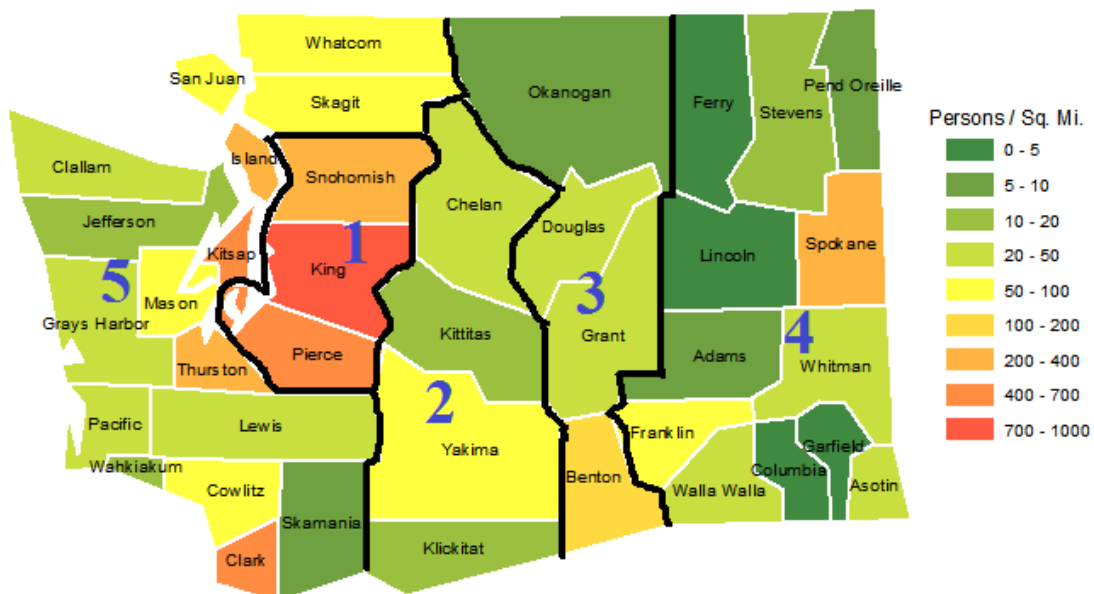 Whatcom
San Juan
Skagit
Okanogan
Ferry
Stevens
Pend Oreille
Persons / Sq. Mi.
0 - 5
5 - 10
10 - 20
20 - 50
50 - 100
100 - 200
200 - 400
400 - 700
700 - 1000
Island
Clallam
Snohomish
Jefferson
Chelan
Douglas
Kitsap
1
King
Lincoln
Spokane
5
Mason
3
Grays Harbor
Kittitas
Grant
4
Pierce
Adams
Thurston
Whitman
2
Pacific
Lewis
Yakima
Franklin
Garfield
Wahkiakum
Columbia
Benton
Cowlitz
Walla Walla
Asotin
Skamania
Clark
Klickitat